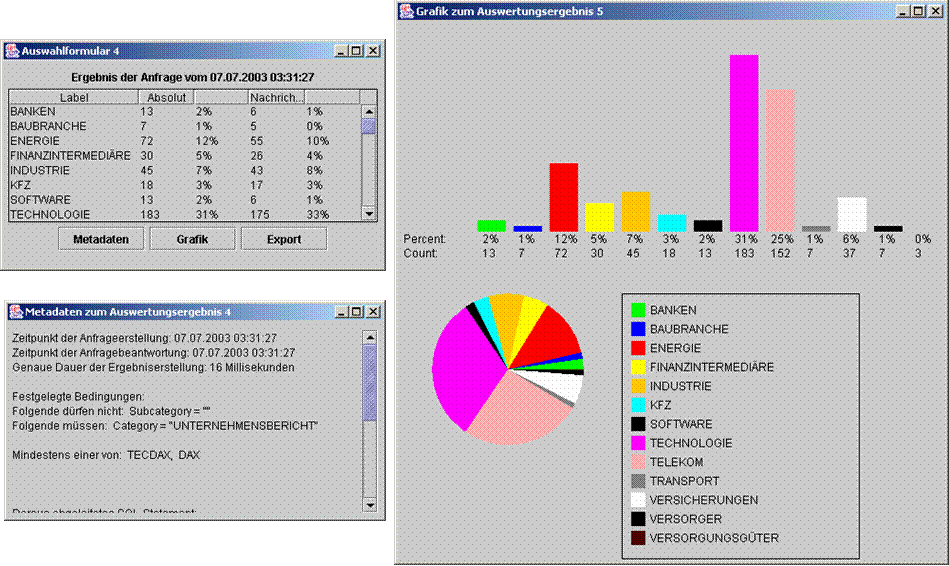 Auswahlformular 4
Ergebnis der Anfrage vom 07.07.2003 03:31:27
Label Absolut Nachrich...
BANKEN 13 2% 6 1%
BAUBRANCHE 7 1% 5 0%
ENERGIE 72 12% 55 10%
FINANZINTERMEDIÄRE 30 5% 26 4%
INDUSTRIE 45 7% 43 8%
KFZ 18 3% 17 3%
SOFTWARE 13 2% 6 1%
TECHNOLOGIE 183 31% 175 33%
Metadaten Grafik Export
Metadaten zum Auswertungsergebnis 4
Zeitpunkt der Anfrageerstellung: 07.07.2003 03:31:27
Zeitpunkt der Anfragebeantwortung: 07.07.2003 03:31:27
Genaue Dauer der Ergebniserstellung: 16 Millisekunden
Festgelegte Bedingungen:
Folgende dürfen nicht: Subcategory = ""
Folgende müssen: Category = "UNTERNEHMENSBERICHT"
Mindestens einer von: TECDAX, DAX
Daraus abgeleitetes SQL-Statement:
Grafik zum Auswertungsergebnis 5
Percent: 2% 1% 12% 5% 7% 3% 2% 31% 25% 1% 6% 1% 0%
Count: 13 7 72 30 45 18 13 183 152 7 37 7 3
BANKEN
BAUBRANCHE
ENERGIE
FINANZINTERMEDIÄRE
INDUSTRIE
KFZ
SOFTWARE
TECHNOLOGIE
TELEKOM
TRANSPORT
VERSICHERUNGEN
VERSORGER
VERSORGUNGSGÜTER